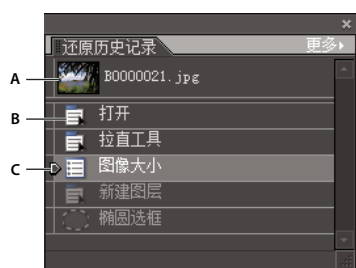 还原历史记录 更多
A B0000021.jpg
B 打开
拉直工具
C 图像大小
新建图层
椭圆选框